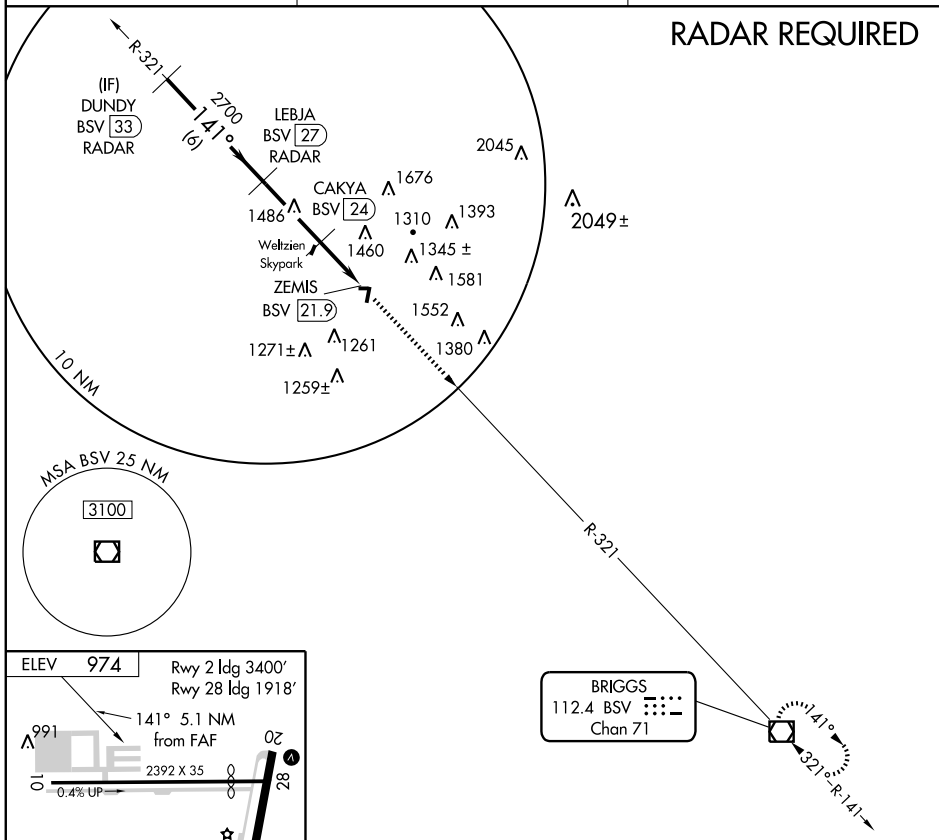 RADAR REQUIRED
R-321
(IF)
DUNDY
BSV 33
RADAR
2700
141°
(6)
LEBJA
BSV 27
RADAR
2045
CAKYA
BSV 24
1676
1486
1310
1393
2049±
Weltzien
Skypark
1460
1345 ±
1581
ZEMIS
BSV 21.9
1552
1271±
1261
1380
1259±
10 NM
MSA BSV 25 NM
3100
R-321
BRIGGS
112.4 BSV
Chan 71
141°
321°
R-141
ELEV 974
Rwy 2 ldg 3400'
Rwy 28 ldg 1918'
141° 5.1 NM
from FAF
991
20
10
2392 X 35
28
0.4% UP